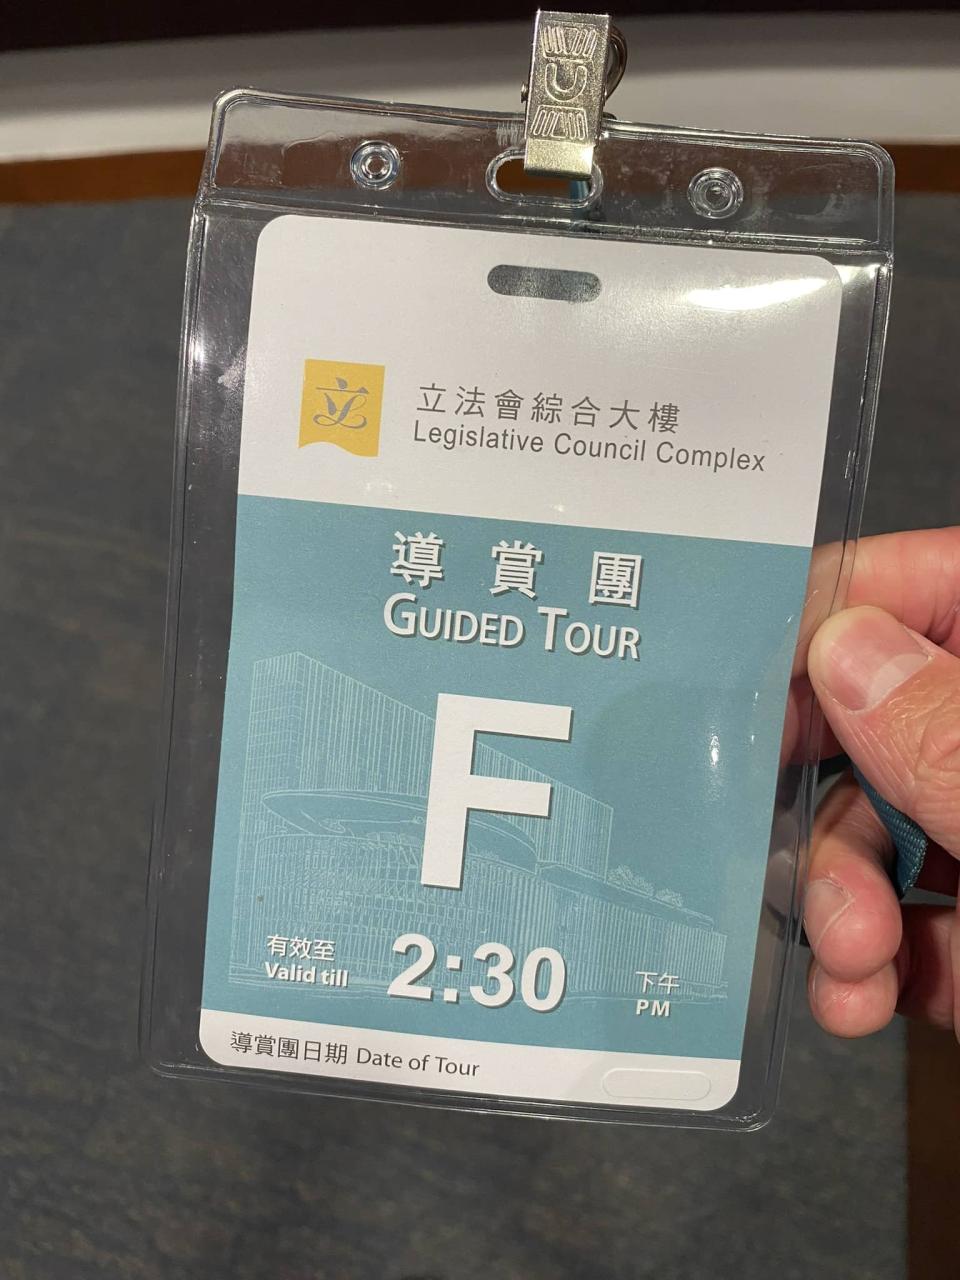 立法會綜合大樓
Legislative Council Complex
導賞團
GUIDED TOUR
F
有效至
Valid till
2:30
下午
PM
導賞團日期 Date of Tour